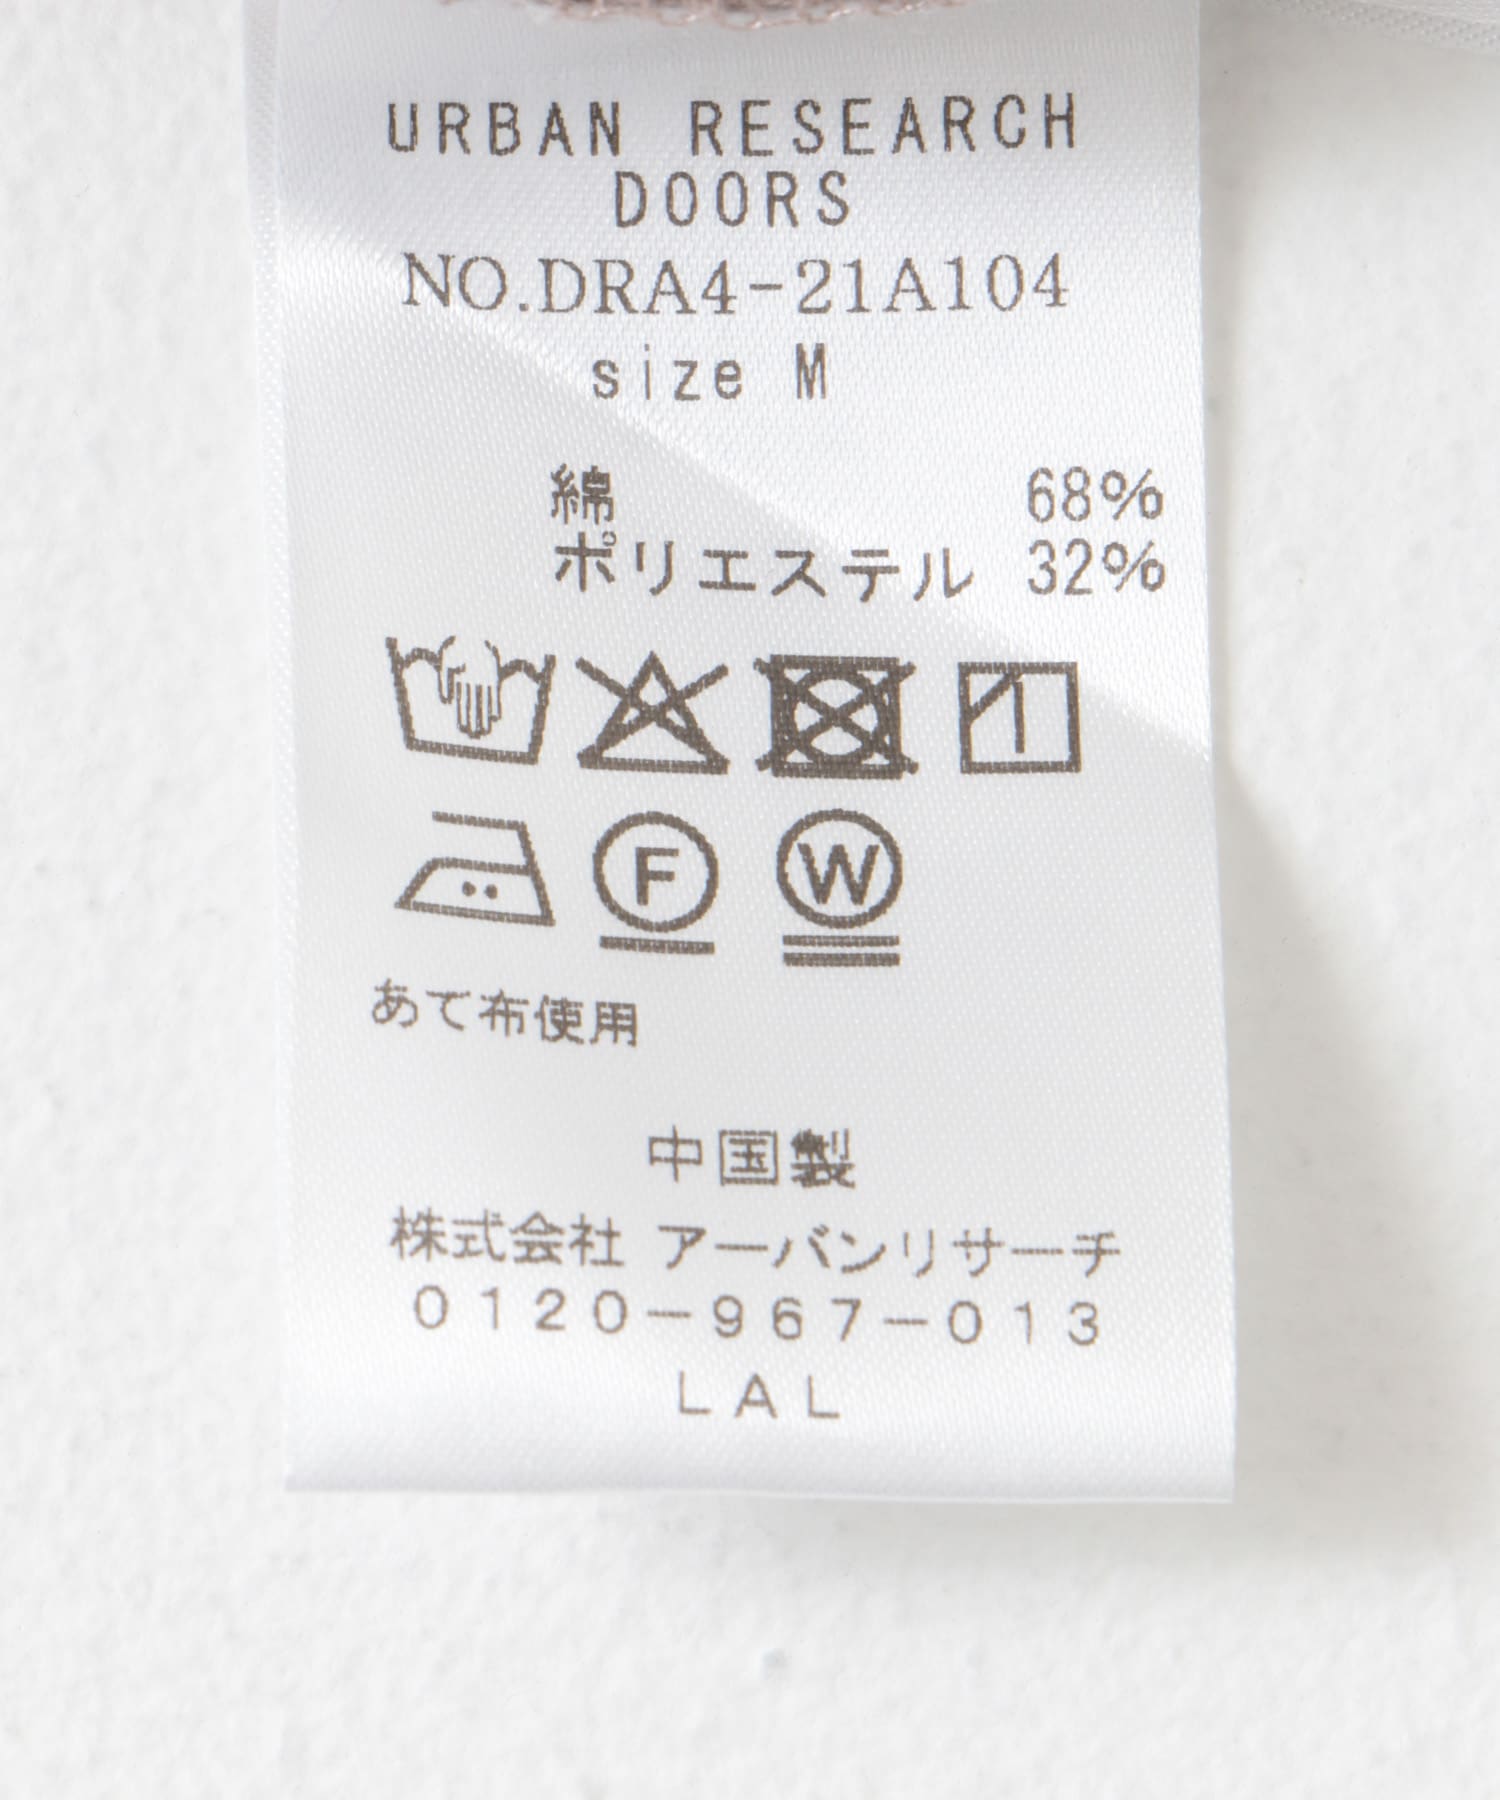 URBAN RESEARCH
DOORS
NO.DRA4-21A104
size M
綿 68%
ポリエステル 32%
F W
あて布使用
中国製
株式会社 アーバンリサーチ
0120-967-013
LAL